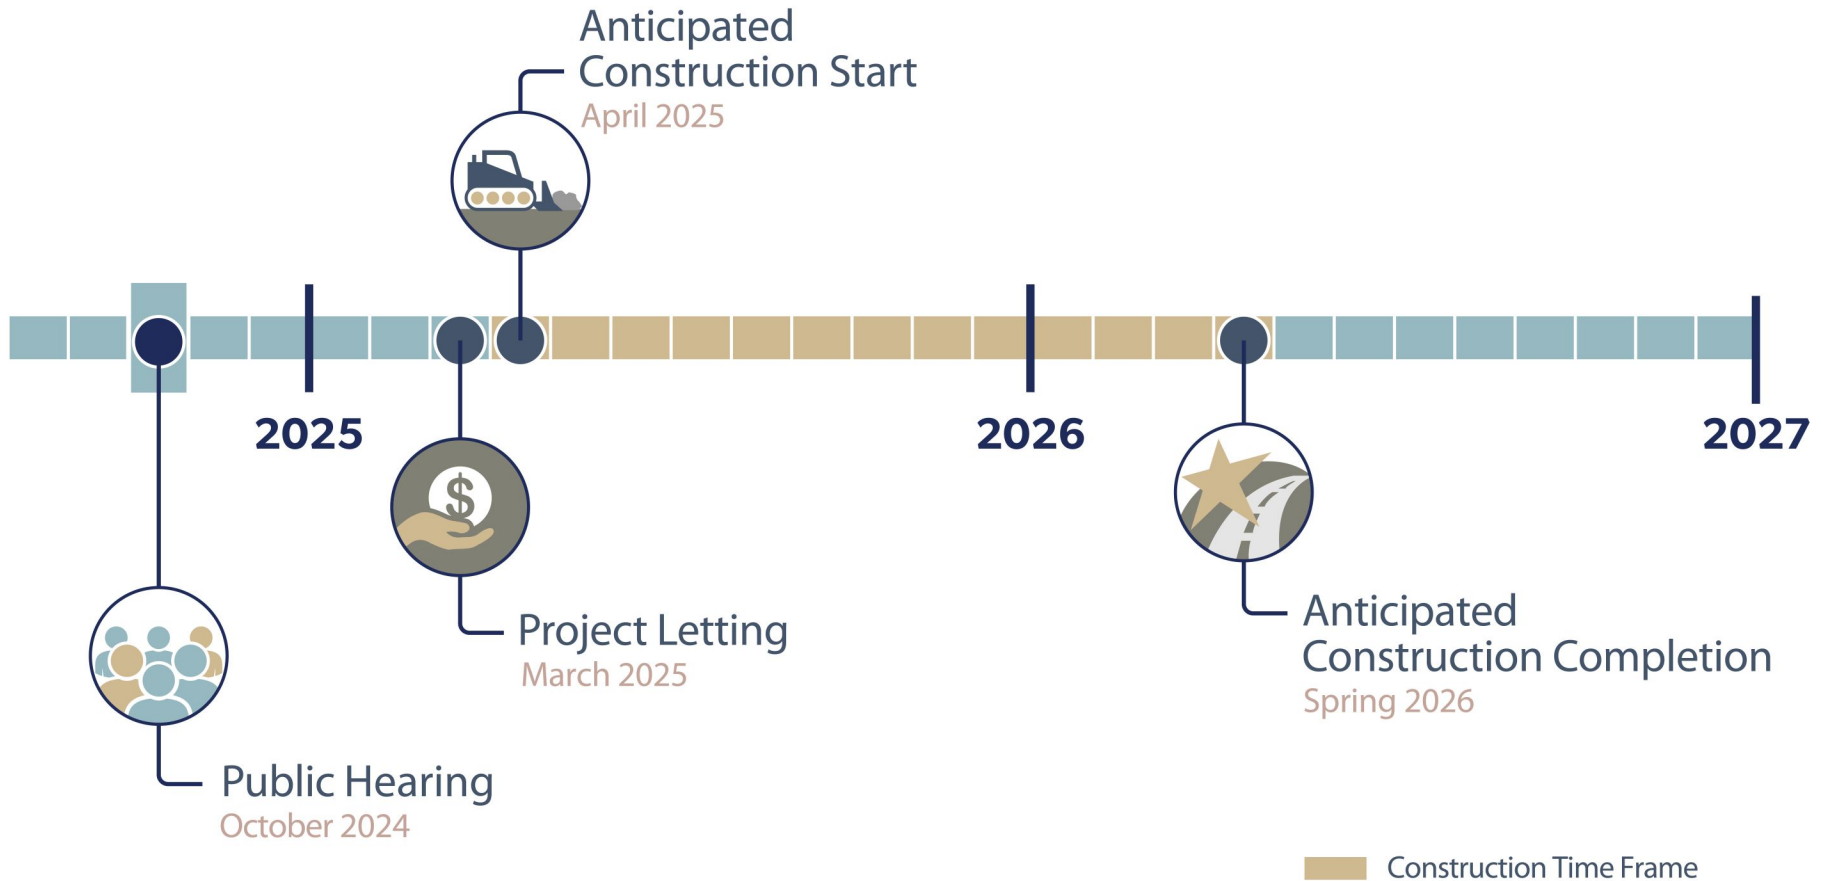 Anticipated
Construction Start
April 2025
2025
2026
2027
$
Project Letting
March 2025
Anticipated
Construction Completion
Spring 2026
Public Hearing
October 2024
Construction Time Frame